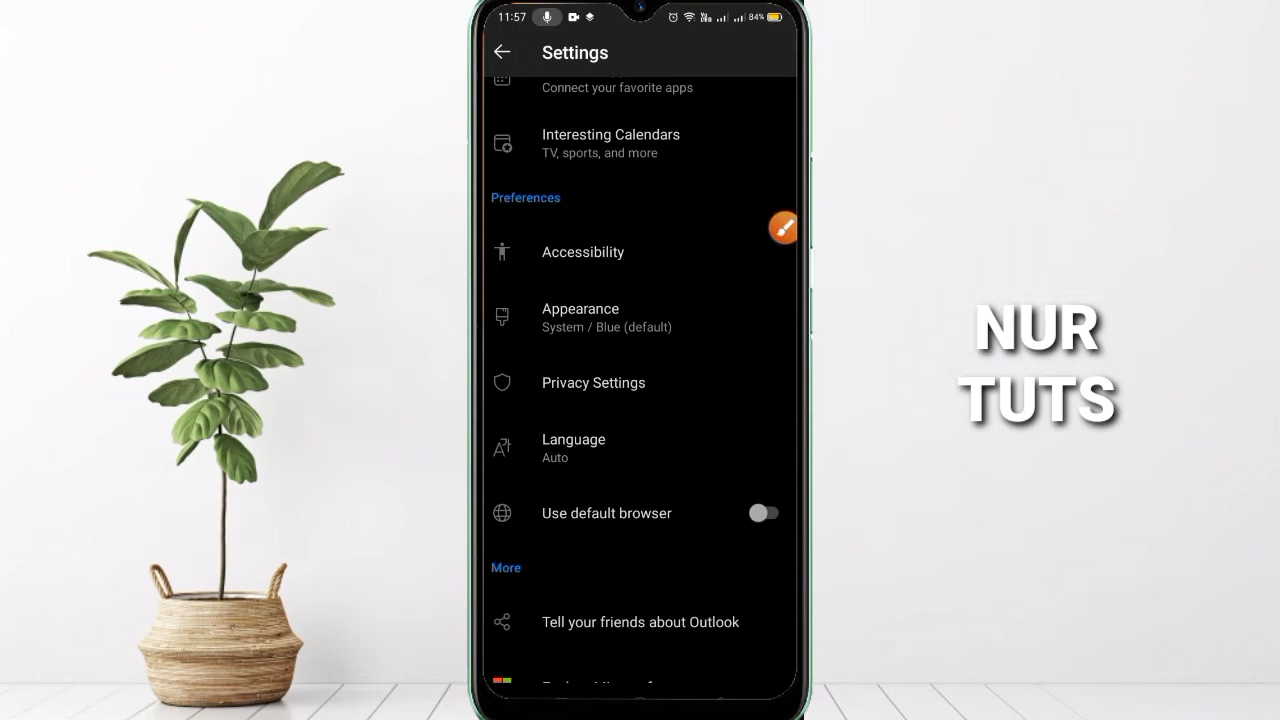 11:57
84%
Settings
Connect your favorite apps
Interesting Calendars
TV, sports, and more
Preferences
Accessibility
Appearance
System / Blue (default)
Privacy Settings
Language
Auto
Use default browser
More
Tell your friends about Outlook
NUR
TUTS